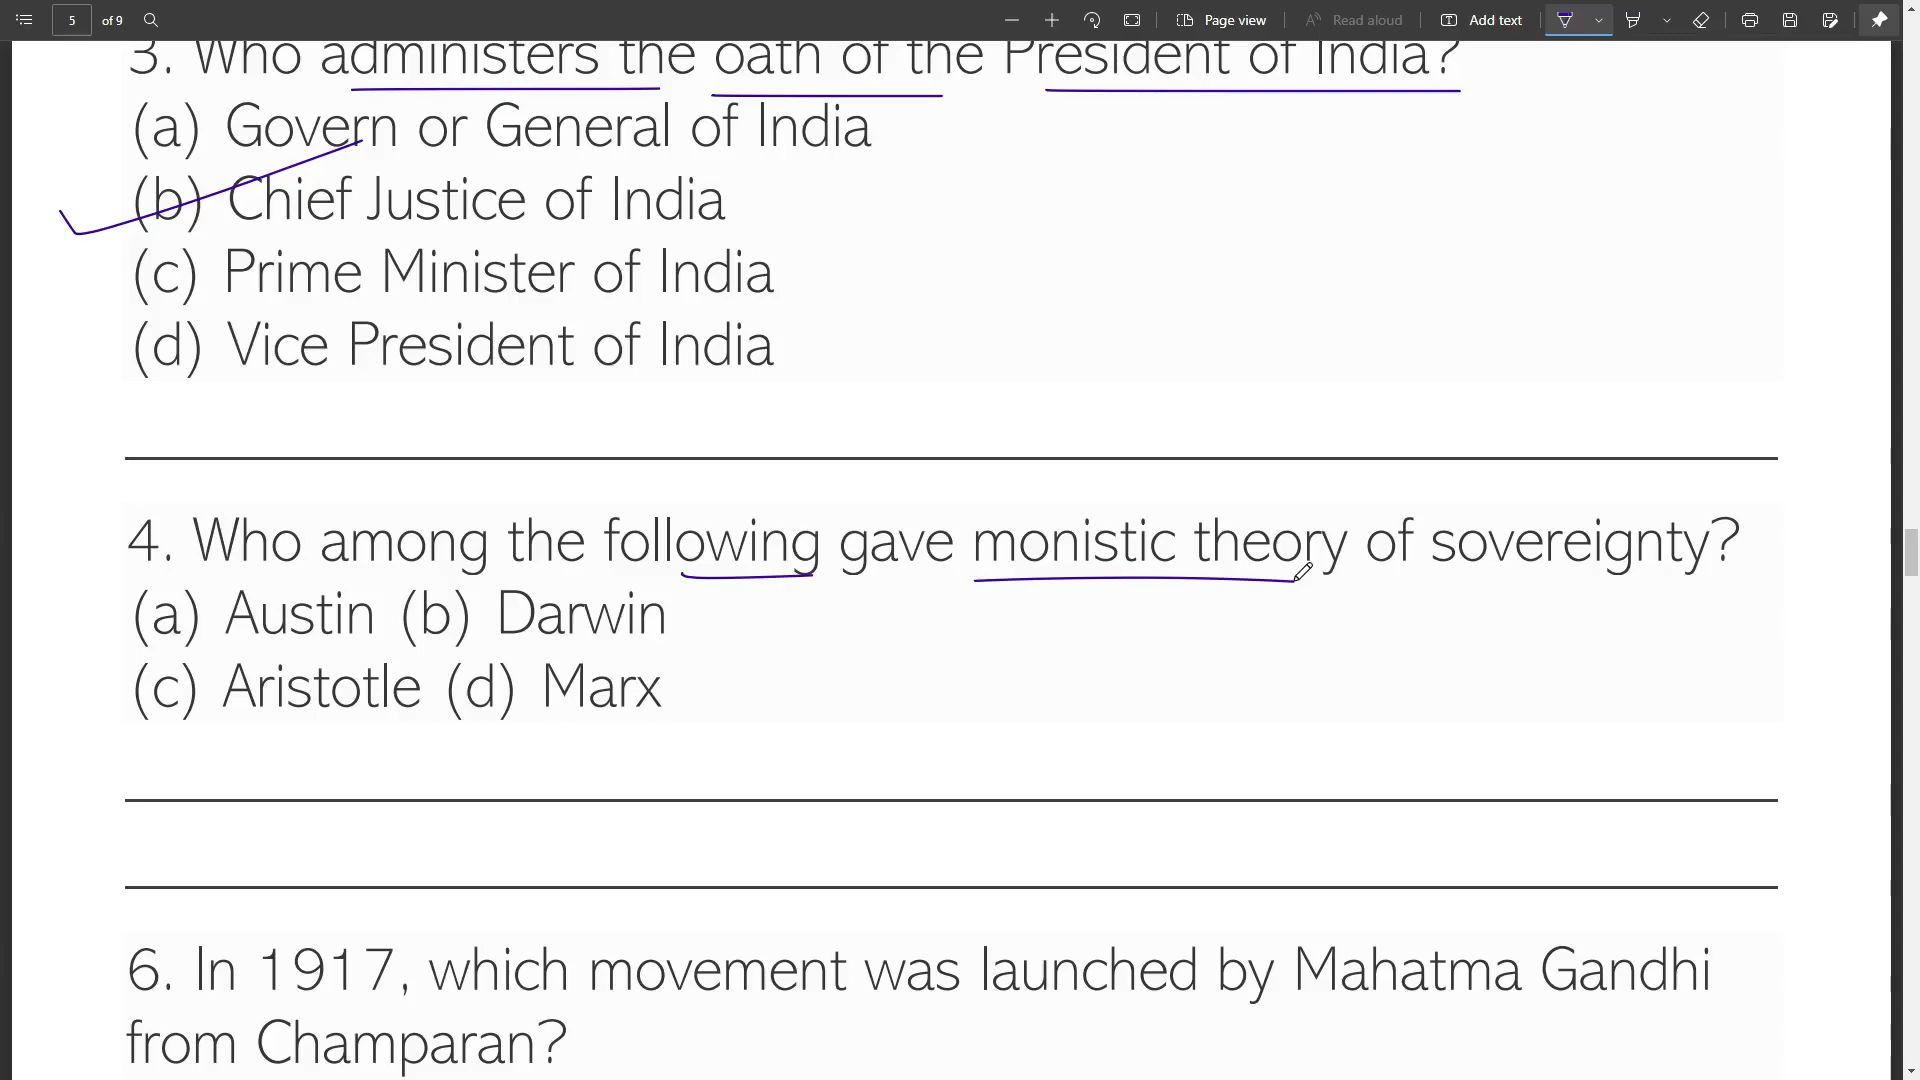 5 of 9 Page view Read aloud Add text
3. Who administers the oath of the President of India?
(a) Govern or General of India
(b) Chief Justice of India
(c) Prime Minister of India
(d) Vice President of India
4. Who among the following gave monistic theory of sovereignty?
(a) Austin (b) Darwin
(c) Aristotle (d) Marx
6. In 1917, which movement was launched by Mahatma Gandhi
from Champaran?